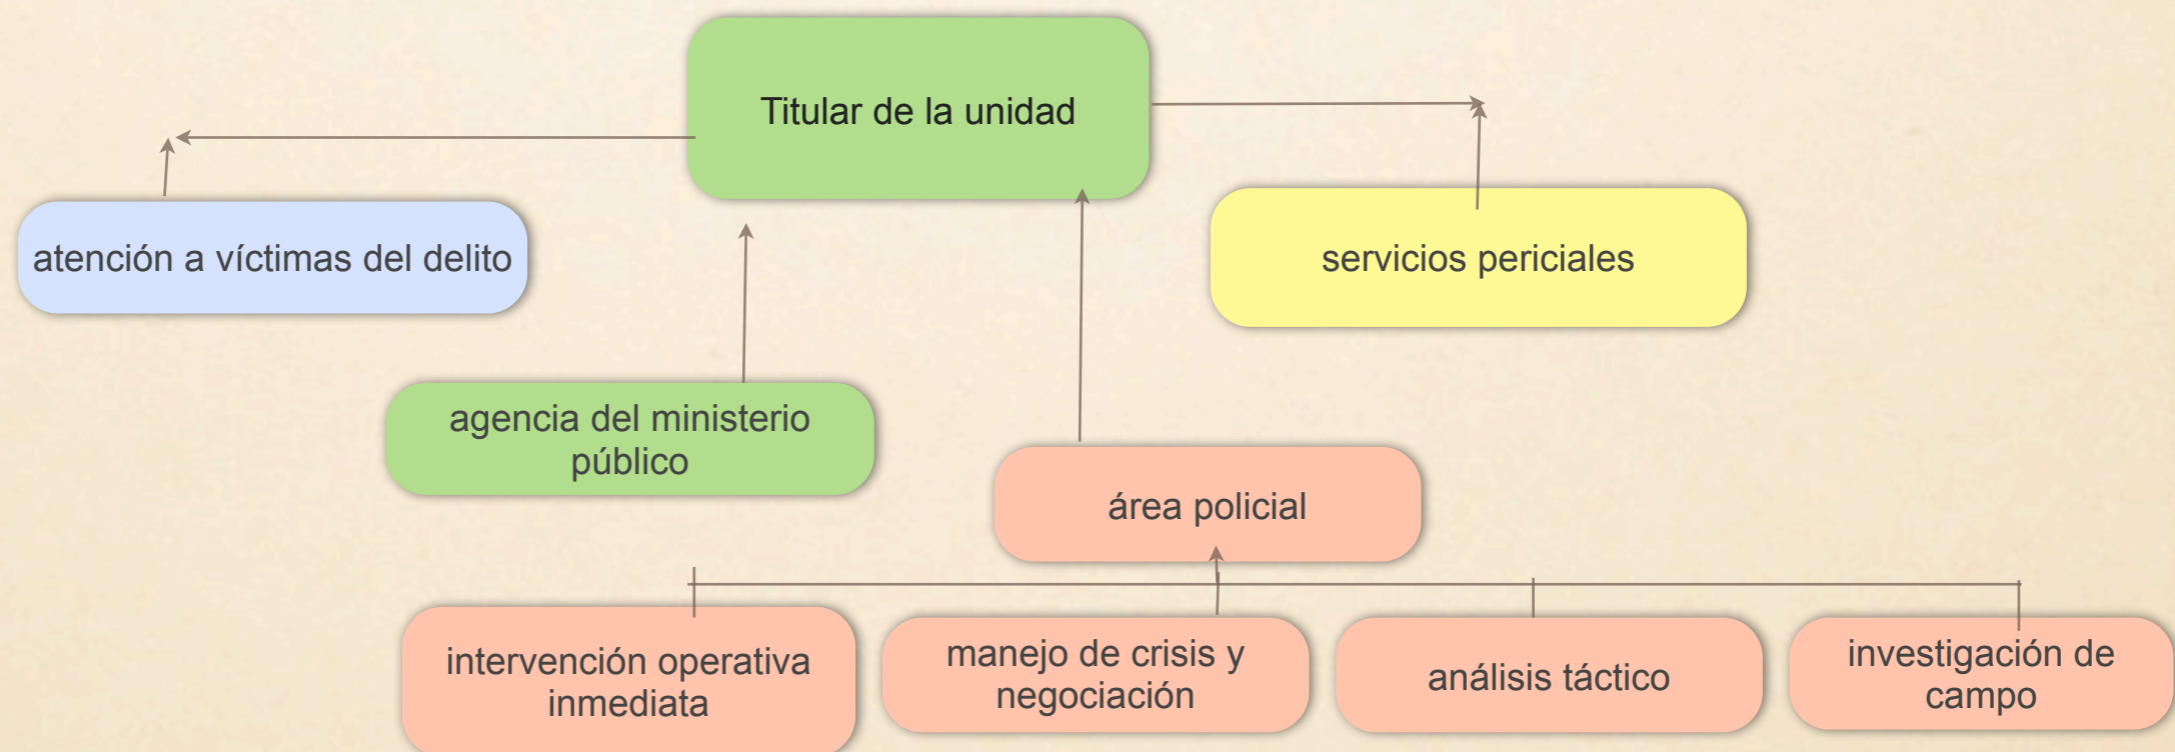 Titular de la unidad
atención a víctimas del delito
servicios periciales
agencia del ministerio
público
área policial
intervención operativa
inmediata
manejo de crisis y
negociación
análisis táctico
investigación de
campo